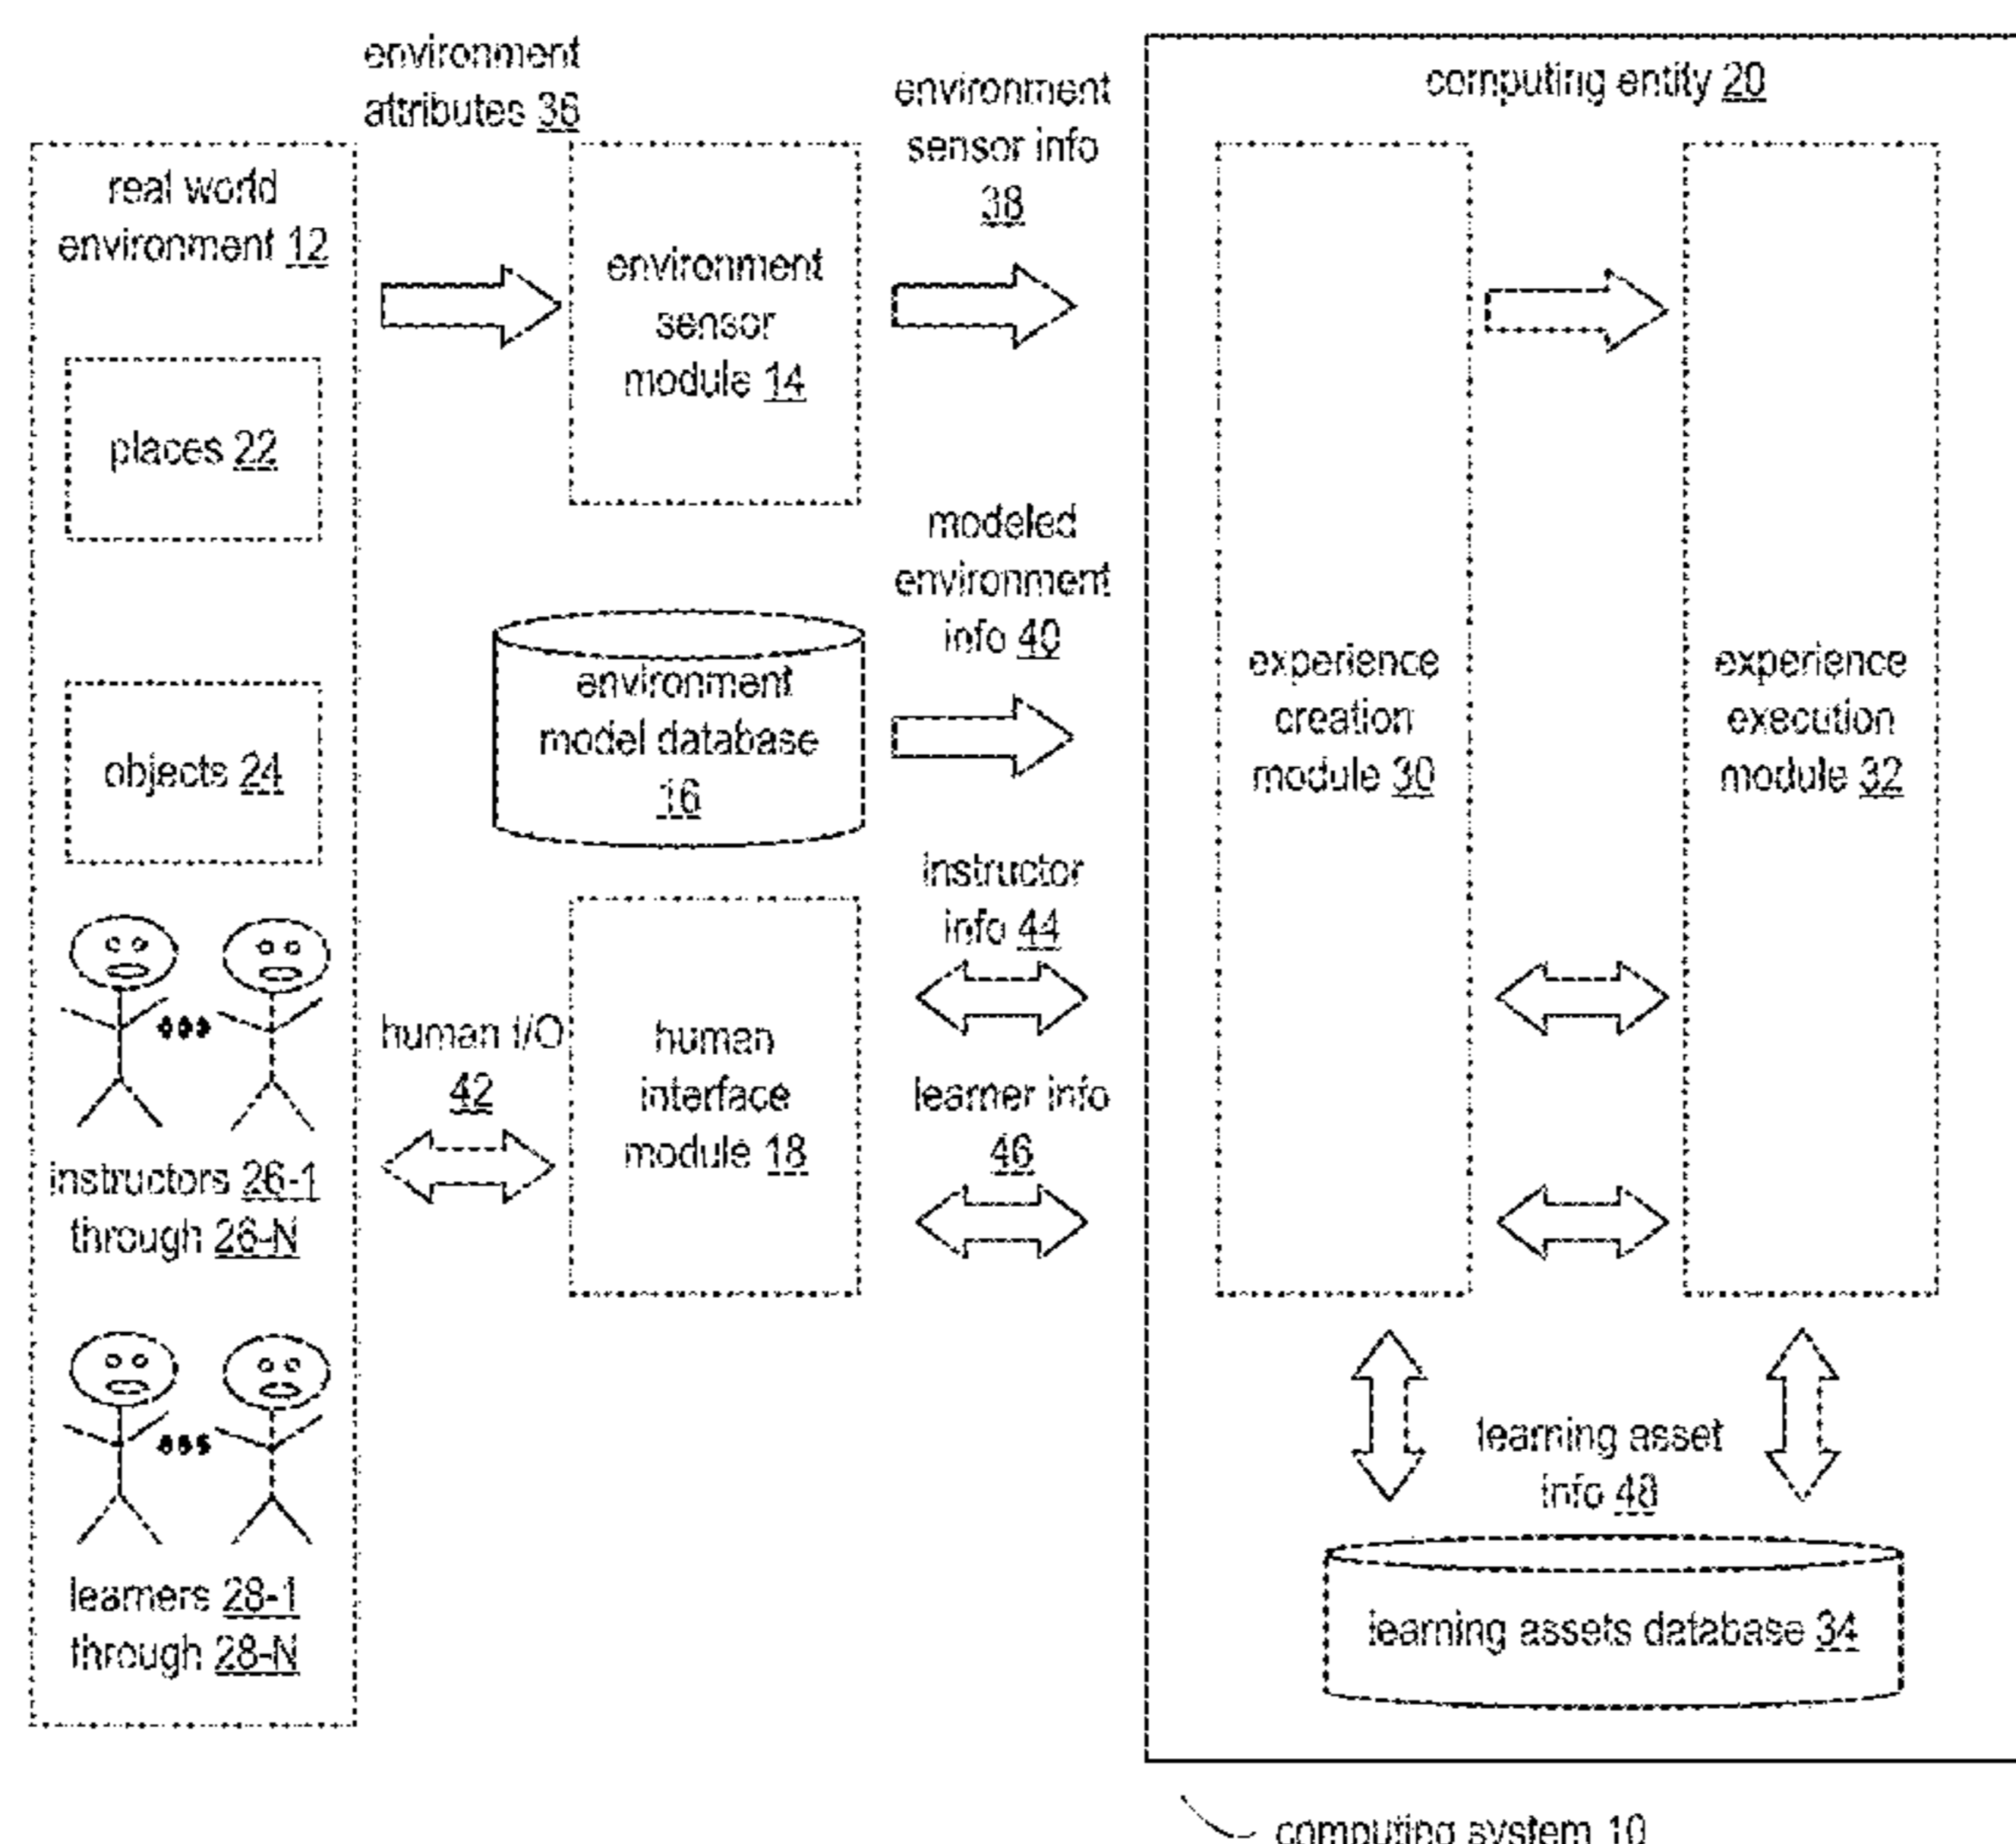 environment
attributes 36
environment
sensor info
38
computing entity 20
real world
environment 12
environment
sensor
module 14
places 22
modeled
environment
info 40
environment
model database
16
experience
creation
module 30
experience
execution
module 32
objects 24
instructor
info 44
human I/O
42
human
interface
module 18
learner info
46
instructors 26-1
through 26-N
learning asset
info 48
learners 28-1
through 28-N
learning assets database 34
computing system 10